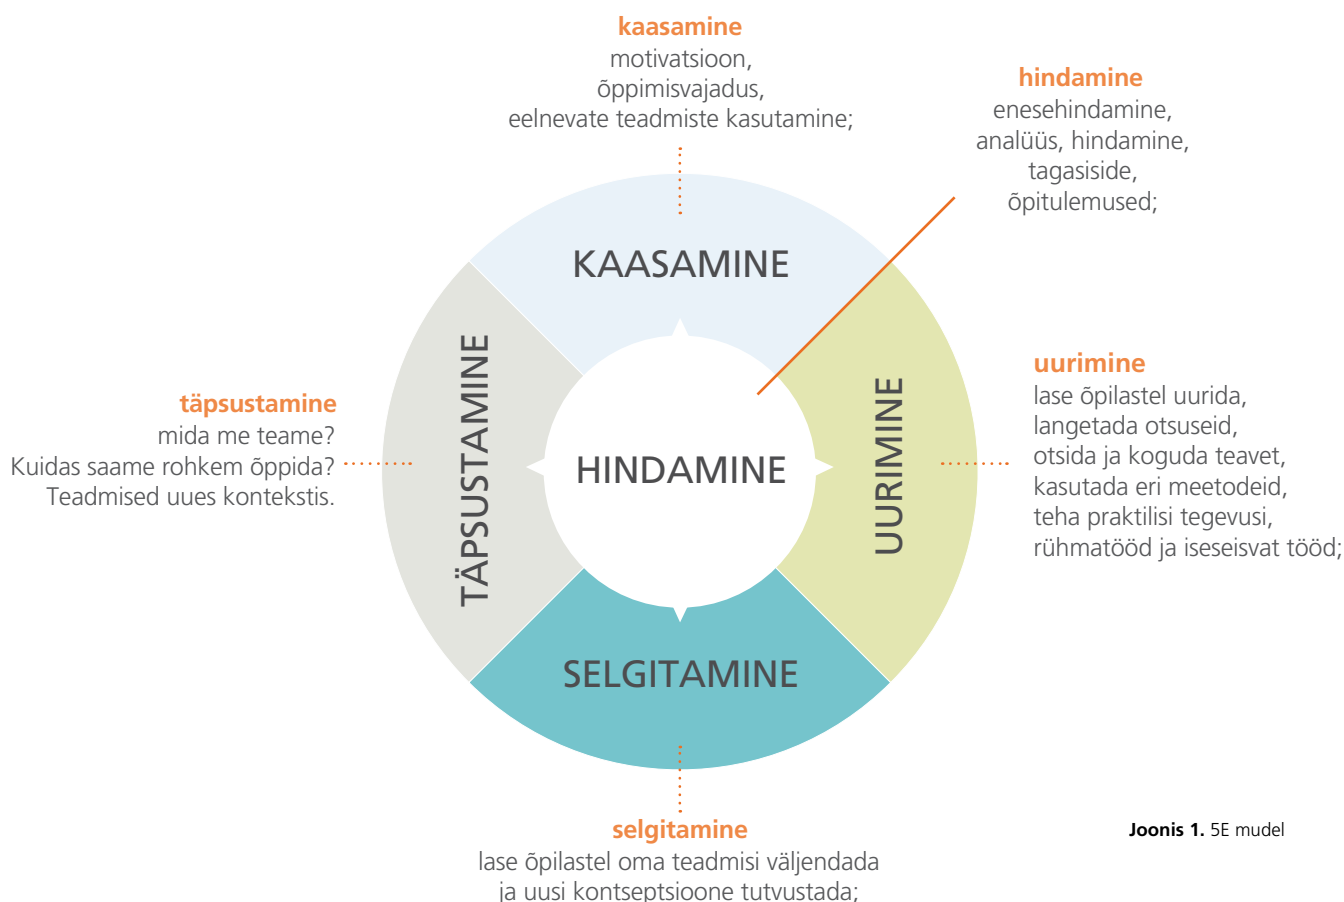 kaasamine
motivatsioon,
õppimisvajadus,
eelnevate teadmiste kasutamine;
hindamine
enesehindamine,
analüüs, hindamine,
tagasiside,
õpitulemused;
KAASAMINE
täpsustamine
mida me teame?
Kuidas saame rohkem õppida?
Teadmised uues kontekstis.
TÄPSUSTAMINE
HINDAMINE
UURIMINE
uurimine
lase õpilastel uurida,
langetada otsuseid,
otsida ja koguda teavet,
kasutada eri meetodeid,
teha praktilisi tegevusi,
rühmatööd ja iseseisvat tööd;
SELGITAMINE
selgitamine
lase õpilastel oma teadmisi väljendada
ja uusi kontseptsioone tutvustada;
Joonis 1. 5E mudel